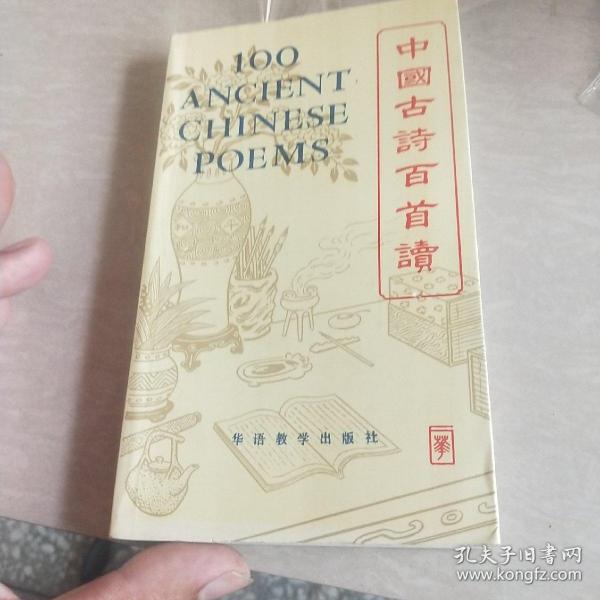 100
ANCIENT
CHINESE
POEMS
中國古詩百首讀
华语教学出版社
孔夫子旧书网
www.kongfz.com